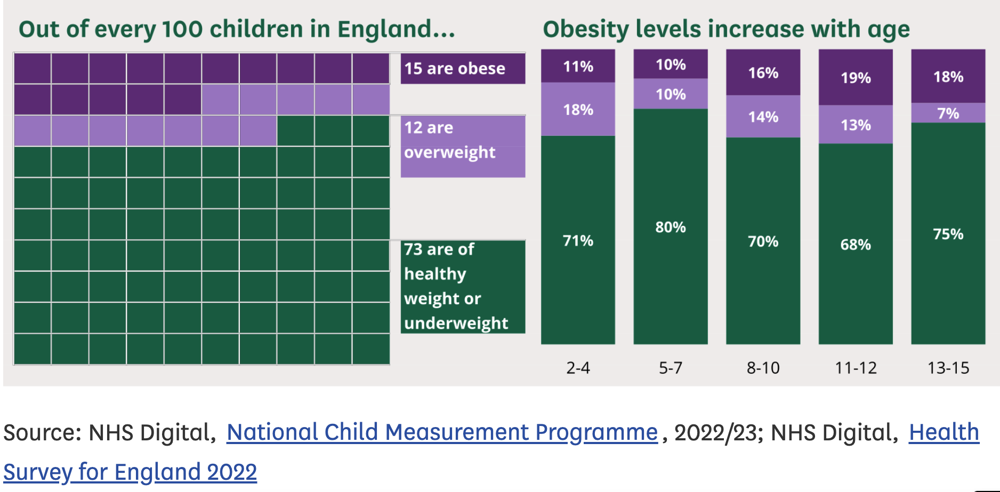 Out of every 100 children in England...
15 are obese
12 are
overweight
73 are of
healthy
weight or
underweight
Obesity levels increase with age
11%
18%
71%
10%
10%
80%
16%
14%
70%
19%
13%
68%
18%
7%
75%
2-4
5-7
8-10
11-12
13-15
Source: NHS Digital, National Child Measurement Programme, 2022/23; NHS Digital, Health
Survey for England 2022